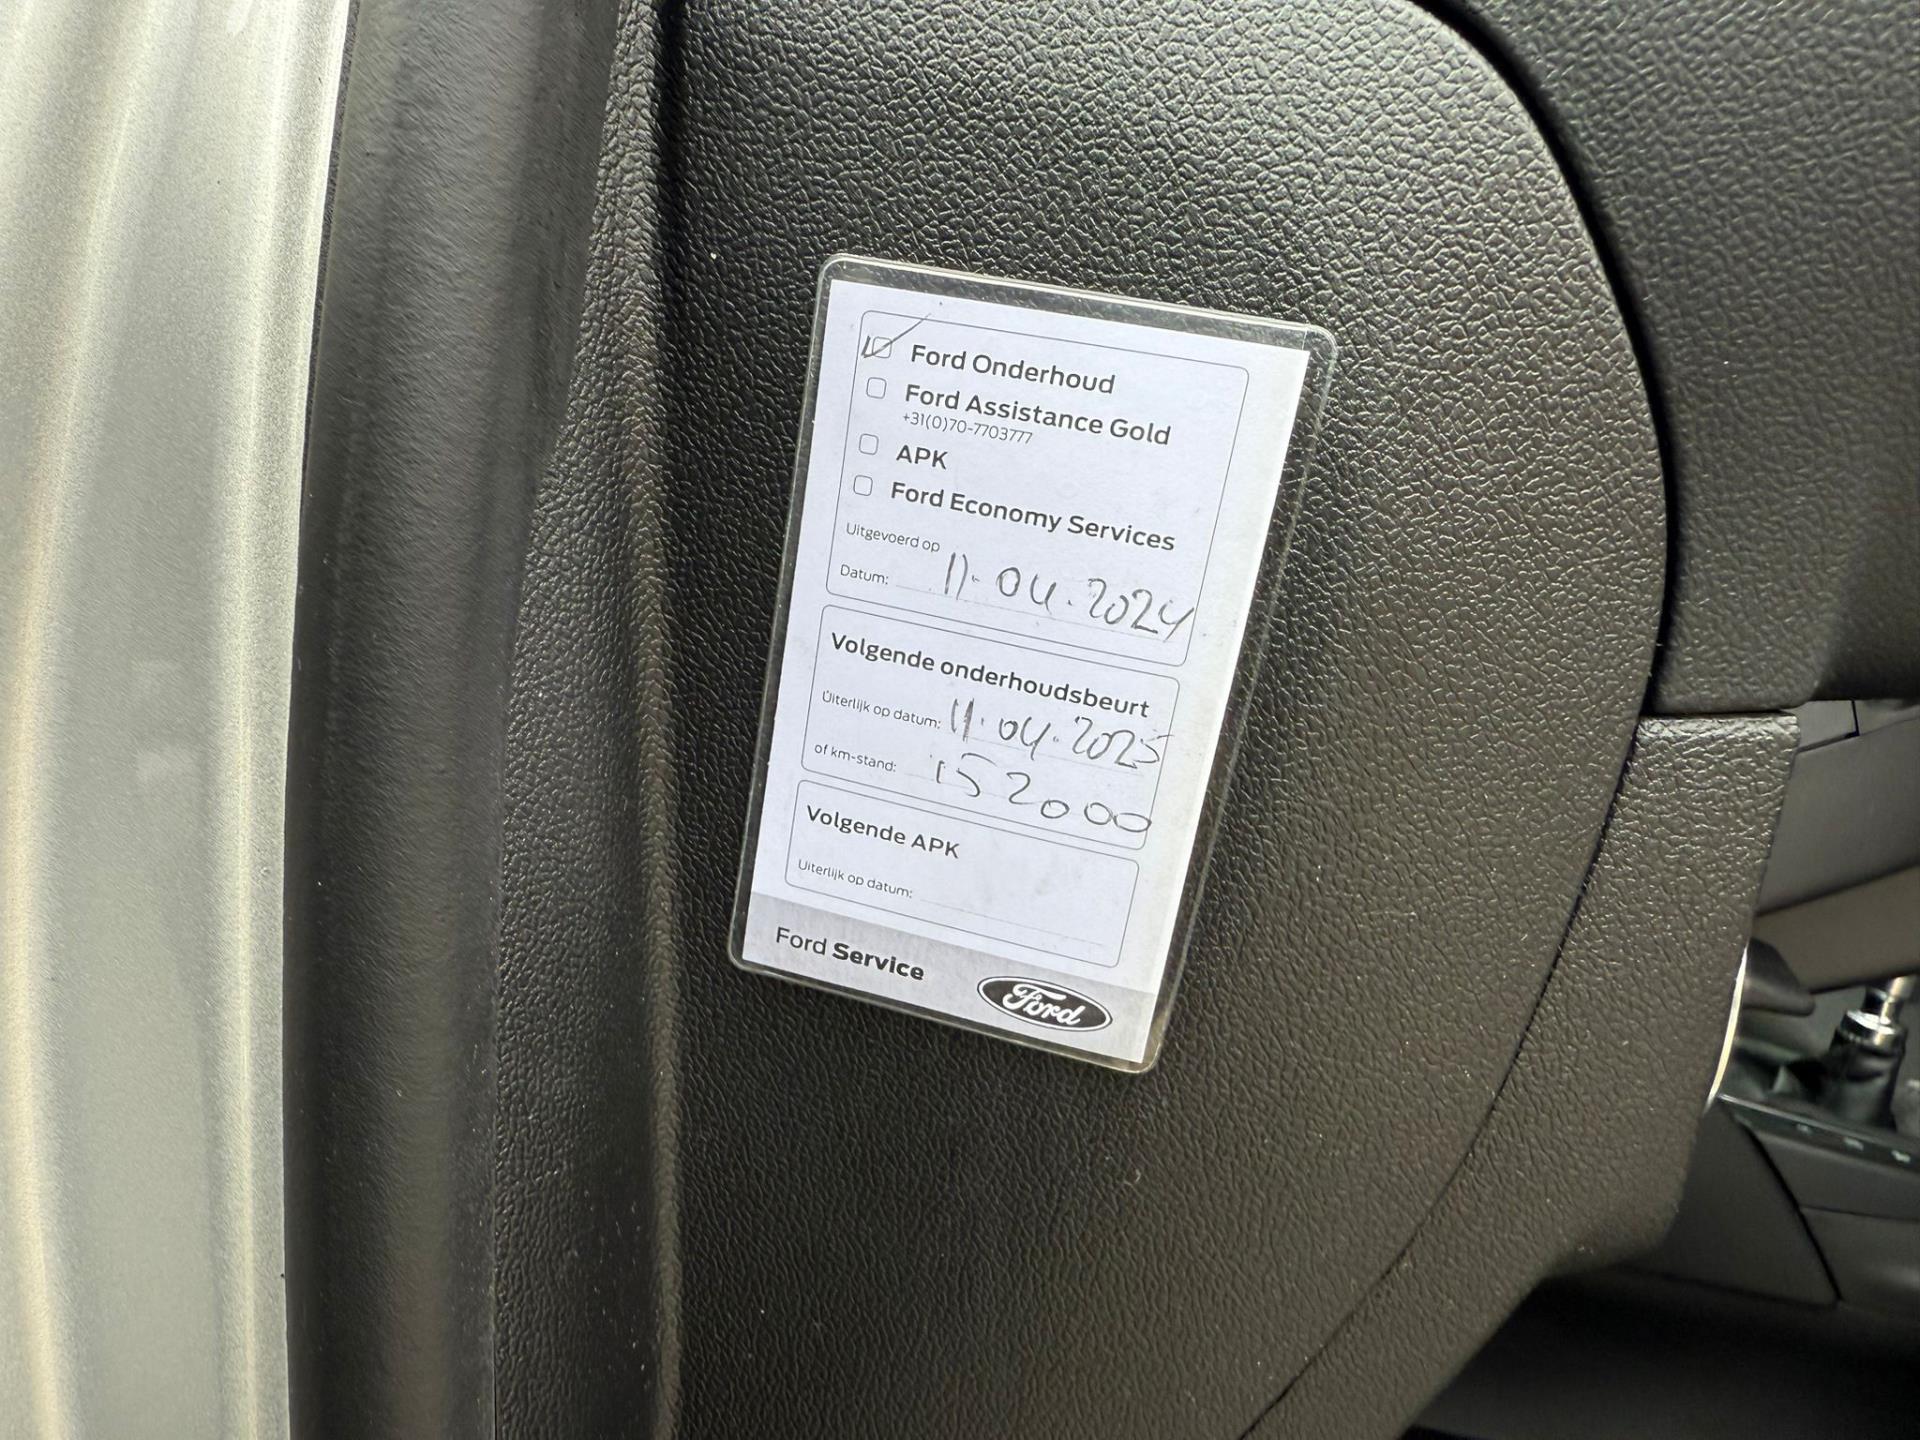 Ford Onderhoud
Ford Assistance Gold
+31(0)70-7703777
APK
Ford Economy Services
Uitgevoerd op
Datum: 11-04.2024
Volgende onderhoudsbeurt
Uiterlijk op datum: 11.04.2025
of km-stand: 152000
Volgende APK
Uiterlijk op datum:
Ford Service
Ford